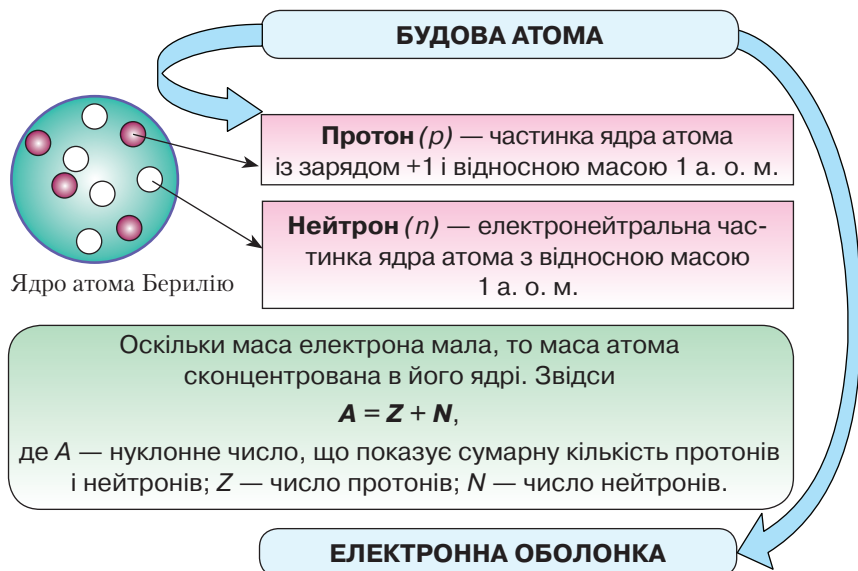 БУДОВА АТОМА
Протон (p) — частинка ядра атома
із зарядом +1 і відносною масою 1 а. о. м.
Нейтрон (n) — електронейтральна час-
тинка ядра атома з відносною масою
1 а. о. м.
Ядро атома Берилію
Оскільки маса електрона мала, то маса атома
сконцентрована в його ядрі. Звідси
A = Z + N,
де A — нуклонне число, що показує сумарну кількість протонів
і нейтронів; Z — число протонів; N — число нейтронів.
ЕЛЕКТРОННА ОБОЛОНКА